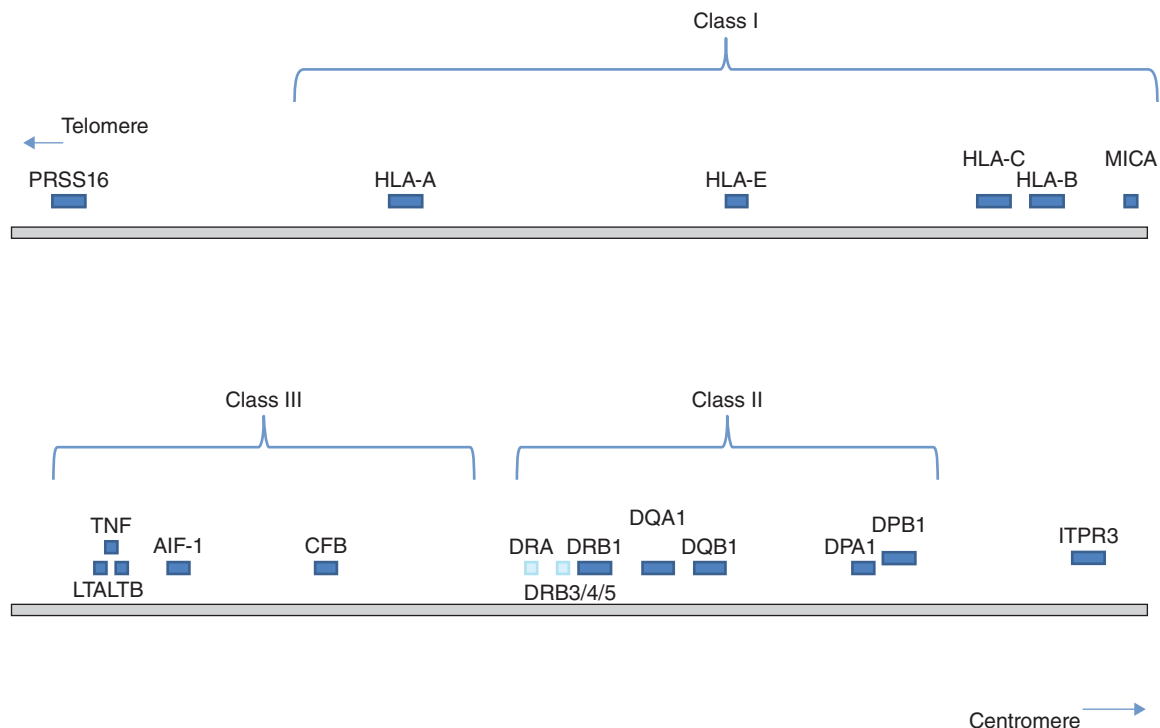 Class I
Telomere
PRSS16 HLA-A HLA-E HLA-C HLA-B MICA
Class III Class II
TNF AIF-1 CFB DRA DRB1 DQA1 DQB1 DPA1 DPB1 ITPR3
LTALTB DRB3/4/5
Centromere